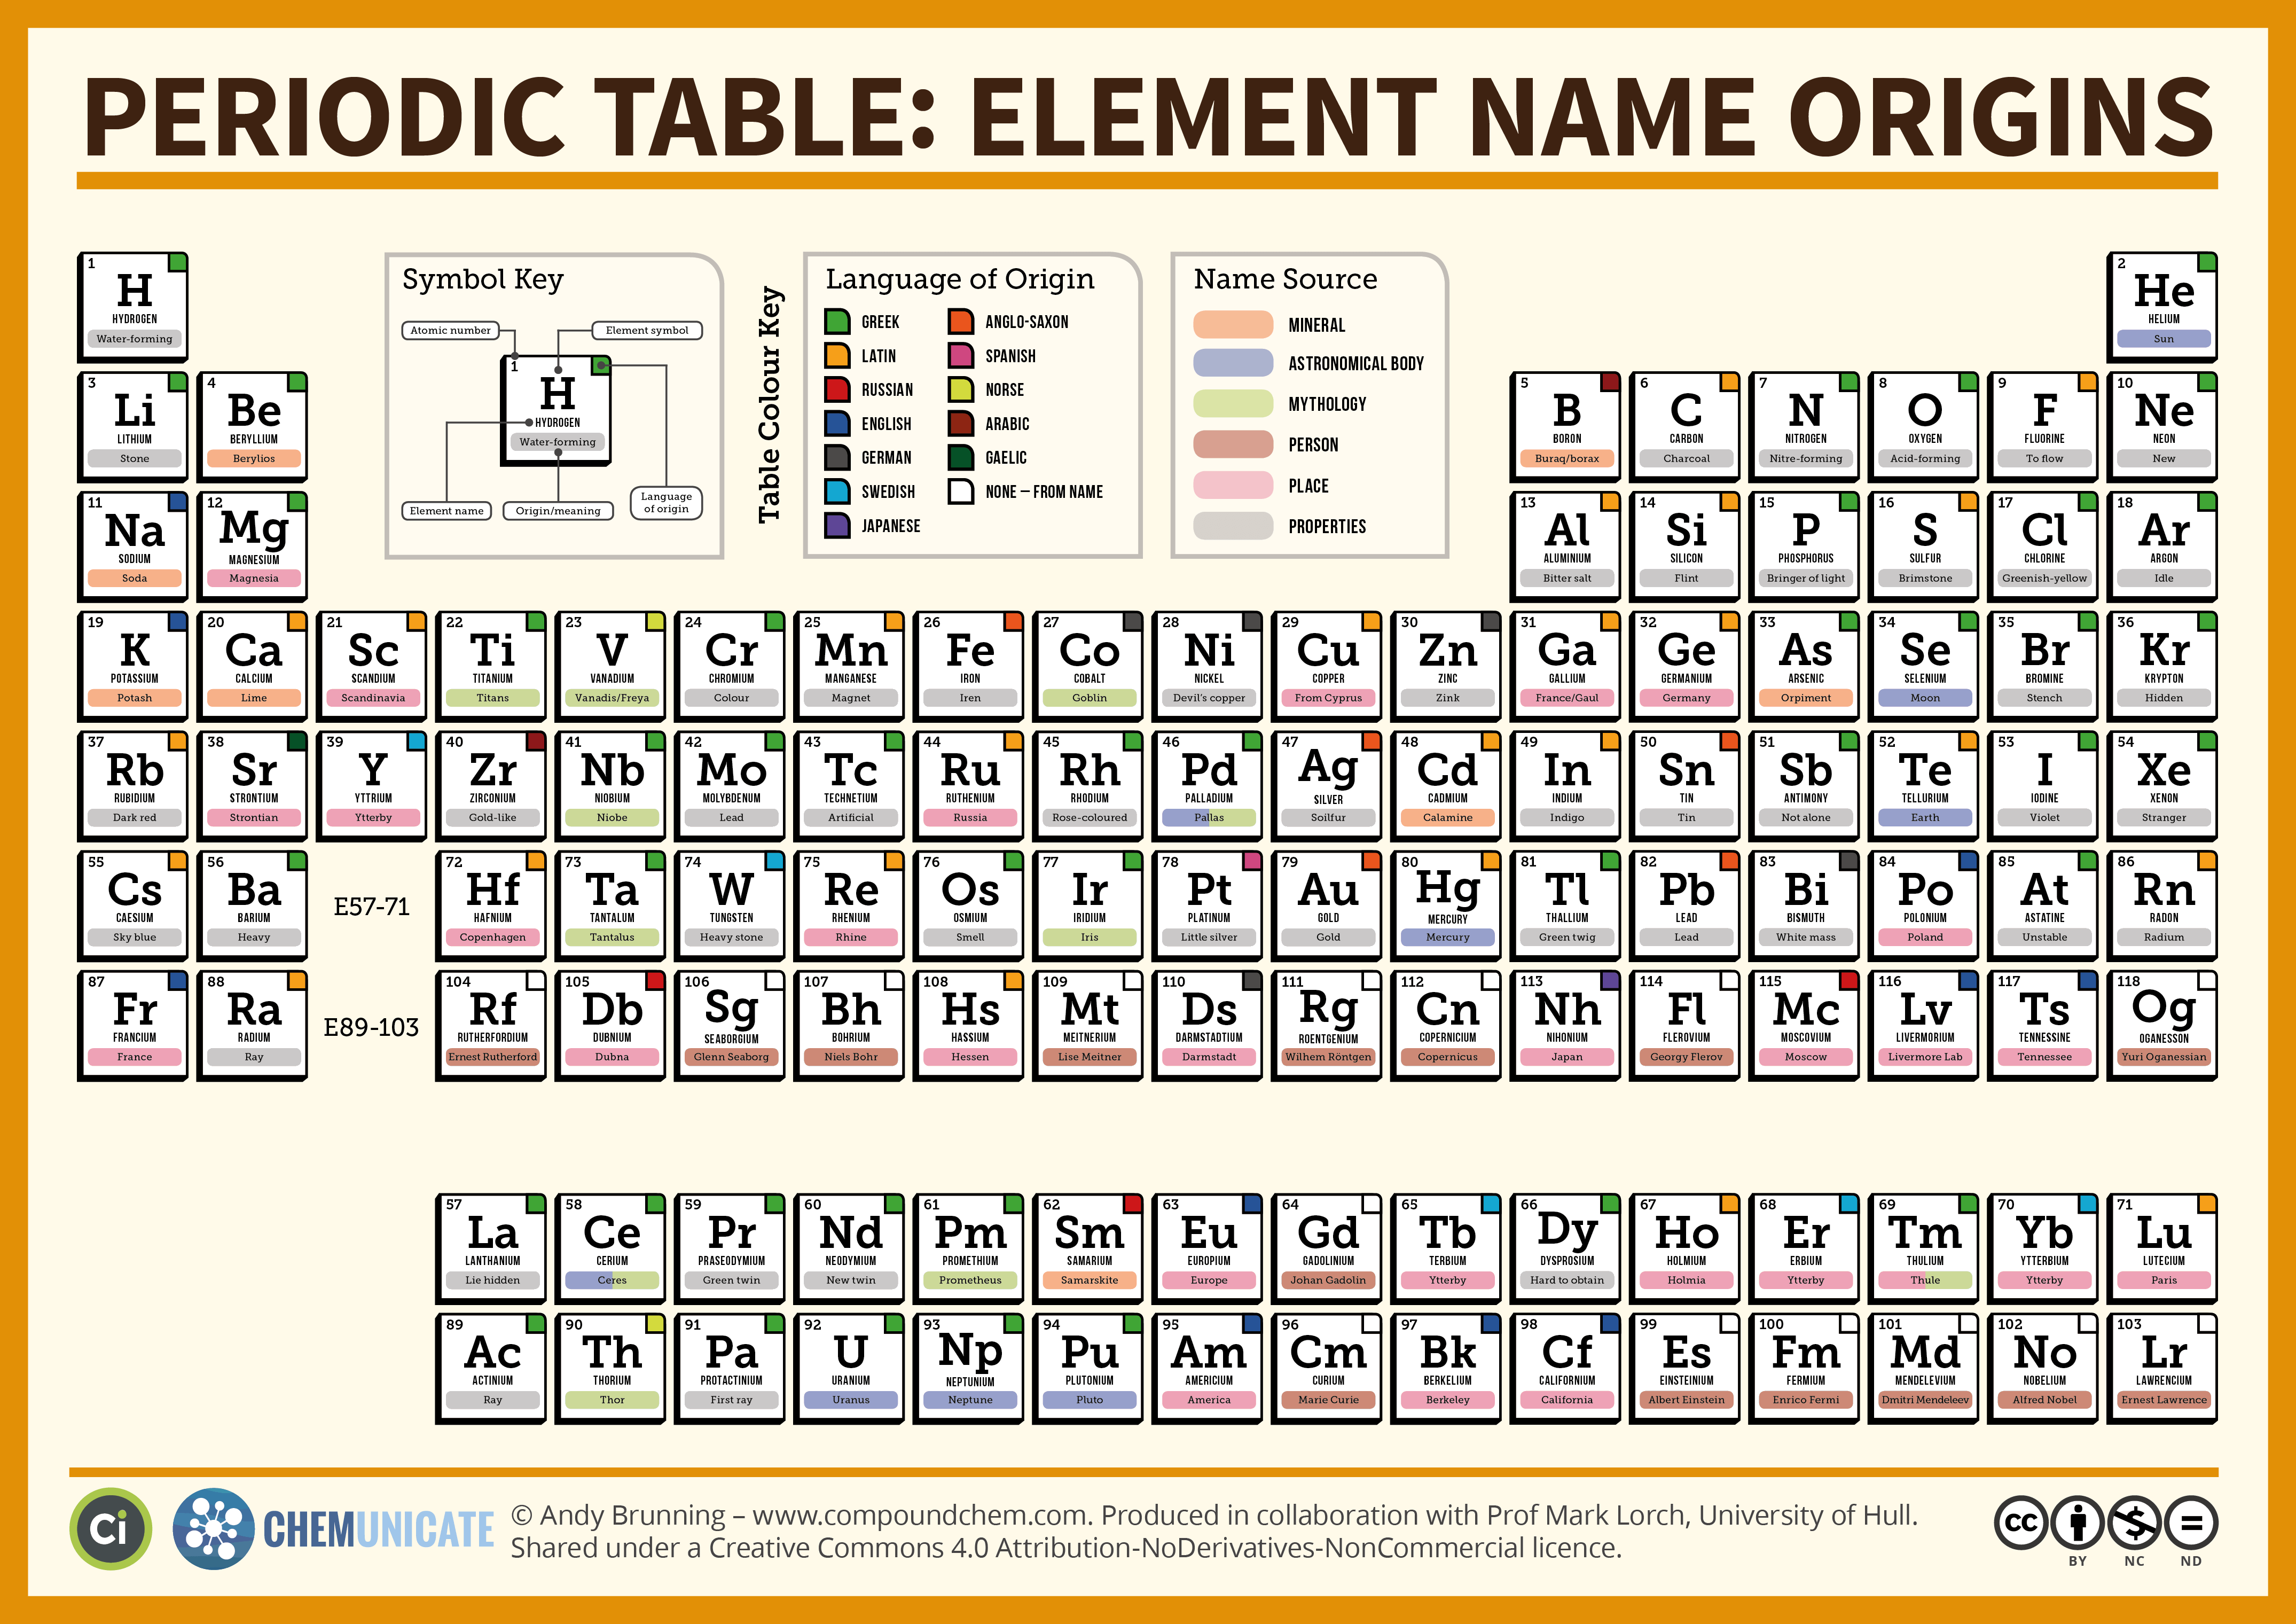 PERIODIC TABLE: ELEMENT NAME ORIGINS
Symbol Key
Atomic number
Element symbol
1
H
HYDROGEN
Water-forming
Element name
Origin/meaning
Language
of origin
Table Colour Key
Language of Origin
GREEK
LATIN
RUSSIAN
ENGLISH
GERMAN
SWEDISH
JAPANESE
ANGLO-SAXON
SPANISH
NORSE
ARABIC
GAELIC
NONE – FROM NAME
Name Source
MINERAL
ASTRONOMICAL BODY
MYTHOLOGY
PERSON
PLACE
PROPERTIES
1
H
HYDROGEN
Water-forming
2
He
HELIUM
Sun
3
Li
LITHIUM
Stone
4
Be
BERYLLIUM
Berylios
5
B
BORON
Buraq/borax
6
C
CARBON
Charcoal
7
N
NITROGEN
Nitre-forming
8
O
OXYGEN
Acid-forming
9
F
FLUORINE
To flow
10
Ne
NEON
New
11
Na
SODIUM
Soda
12
Mg
MAGNESIUM
Magnesia
13
Al
ALUMINIUM
Bitter salt
14
Si
SILICON
Flint
15
P
PHOSPHORUS
Bringer of light
16
S
SULFUR
Brimstone
17
Cl
CHLORINE
Greenish-yellow
18
Ar
ARGON
Idle
19
K
POTASSIUM
Potash
20
Ca
CALCIUM
Lime
21
Sc
SCANDIUM
Scandinavia
22
Ti
TITANIUM
Titans
23
V
VANADIUM
Vanadis/Freya
24
Cr
CHROMIUM
Colour
25
Mn
MANGANESE
Magnet
26
Fe
IRON
Iren
27
Co
COBALT
Goblin
28
Ni
NICKEL
Devil's copper
29
Cu
COPPER
From Cyprus
30
Zn
ZINC
Zink
31
Ga
GALLIUM
France/Gaul
32
Ge
GERMANIUM
Germany
33
As
ARSENIC
Orpiment
34
Se
SELENIUM
Moon
35
Br
BROMINE
Stench
36
Kr
KRYPTON
Hidden
37
Rb
RUBIDIUM
Dark red
38
Sr
STRONTIUM
Strontian
39
Y
YTTRIUM
Ytterby
40
Zr
ZIRCONIUM
Gold-like
41
Nb
NIOBIUM
Niobe
42
Mo
MOLYBDENUM
Lead
43
Tc
TECHNETIUM
Artificial
44
Ru
RUTHENIUM
Russia
45
Rh
RHODIUM
Rose-coloured
46
Pd
PALLADIUM
Pallas
47
Ag
SILVER
Soilfur
48
Cd
CADMIUM
Calamine
49
In
INDIUM
Indigo
50
Sn
TIN
Tin
51
Sb
ANTIMONY
Not alone
52
Te
TELLURIUM
Earth
53
I
IODINE
Violet
54
Xe
XENON
Stranger
55
Cs
CAESIUM
Sky blue
56
Ba
BARIUM
Heavy
E57-71
72
Hf
HAFNIUM
Copenhagen
73
Ta
TANTALUM
Tantalus
74
W
TUNGSTEN
Heavy stone
75
Re
RHENIUM
Rhine
76
Os
OSMIUM
Smell
77
Ir
IRIDIUM
Iris
78
Pt
PLATINUM
Little silver
79
Au
GOLD
Gold
80
Hg
MERCURY
Mercury
81
Tl
THALLIUM
Green twig
82
Pb
LEAD
Lead
83
Bi
BISMUTH
White mass
84
Po
POLONIUM
Poland
85
At
ASTATINE
Unstable
86
Rn
RADON
Radium
87
Fr
FRANCIUM
France
88
Ra
RADIUM
Ray
E89-103
104
Rf
RUTHERFORDIUM
Ernest Rutherford
105
Db
DUBNIUM
Dubna
106
Sg
SEABORGIUM
Glenn Seaborg
107
Bh
BOHRIUM
Niels Bohr
108
Hs
HASSIUM
Hessen
109
Mt
MEITNERIUM
Lise Meitner
110
Ds
DARMSTADTIUM
Darmstadt
111
Rg
ROENTGENIUM
Wilhem Röntgen
112
Cn
COPERNICIUM
Copernicus
113
Nh
NIHONIUM
Japan
114
Fl
FLEROVIUM
Georgy Flerov
115
Mc
MOSCOVIUM
Moscow
116
Lv
LIVERMORIUM
Livermore Lab
117
Ts
TENNESSINE
Tennessee
118
Og
OGANESSON
Yuri Oganessian
57
La
LANTHANIUM
Lie hidden
58
Ce
CERIUM
Ceres
59
Pr
PRASEODYMIUM
Green twin
60
Nd
NEODYMIUM
New twin
61
Pm
PROMETHIUM
Prometheus
62
Sm
SAMARIUM
Samarskite
63
Eu
EUROPIUM
Europe
64
Gd
GADOLINIUM
Johan Gadolin
65
Tb
TERBIUM
Ytterby
66
Dy
DYSPROSIUM
Hard to obtain
67
Ho
HOLMIUM
Holmia
68
Er
ERBIUM
Ytterby
69
Tm
THULIUM
Thule
70
Yb
YTTERBIUM
Ytterby
71
Lu
LUTECIUM
Paris
89
Ac
ACTINIUM
Ray
90
Th
THORIUM
Thor
91
Pa
PROTACTINIUM
First ray
92
U
URANIUM
Uranus
93
Np
NEPTUNIUM
Neptune
94
Pu
PLUTONIUM
Pluto
95
Am
AMERICIUM
America
96
Cm
CURIUM
Marie Curie
97
Bk
BERKELIUM
Berkeley
98
Cf
CALIFORNIUM
California
99
Es
EINSTEINIUM
Albert Einstein
100
Fm
FERMIUM
Enrico Fermi
101
Md
MENDELEVIUM
Dmitri Mendeleev
102
No
NOBELIUM
Alfred Nobel
103
Lr
LAWRENCIUM
Ernest Lawrence
Ci
CHEMUNICATE
© Andy Brunning – www.compoundchem.com. Produced in collaboration with Prof Mark Lorch, University of Hull.
Shared under a Creative Commons 4.0 Attribution-NoDerivatives-NonCommercial licence.
CC
BY
NC
ND